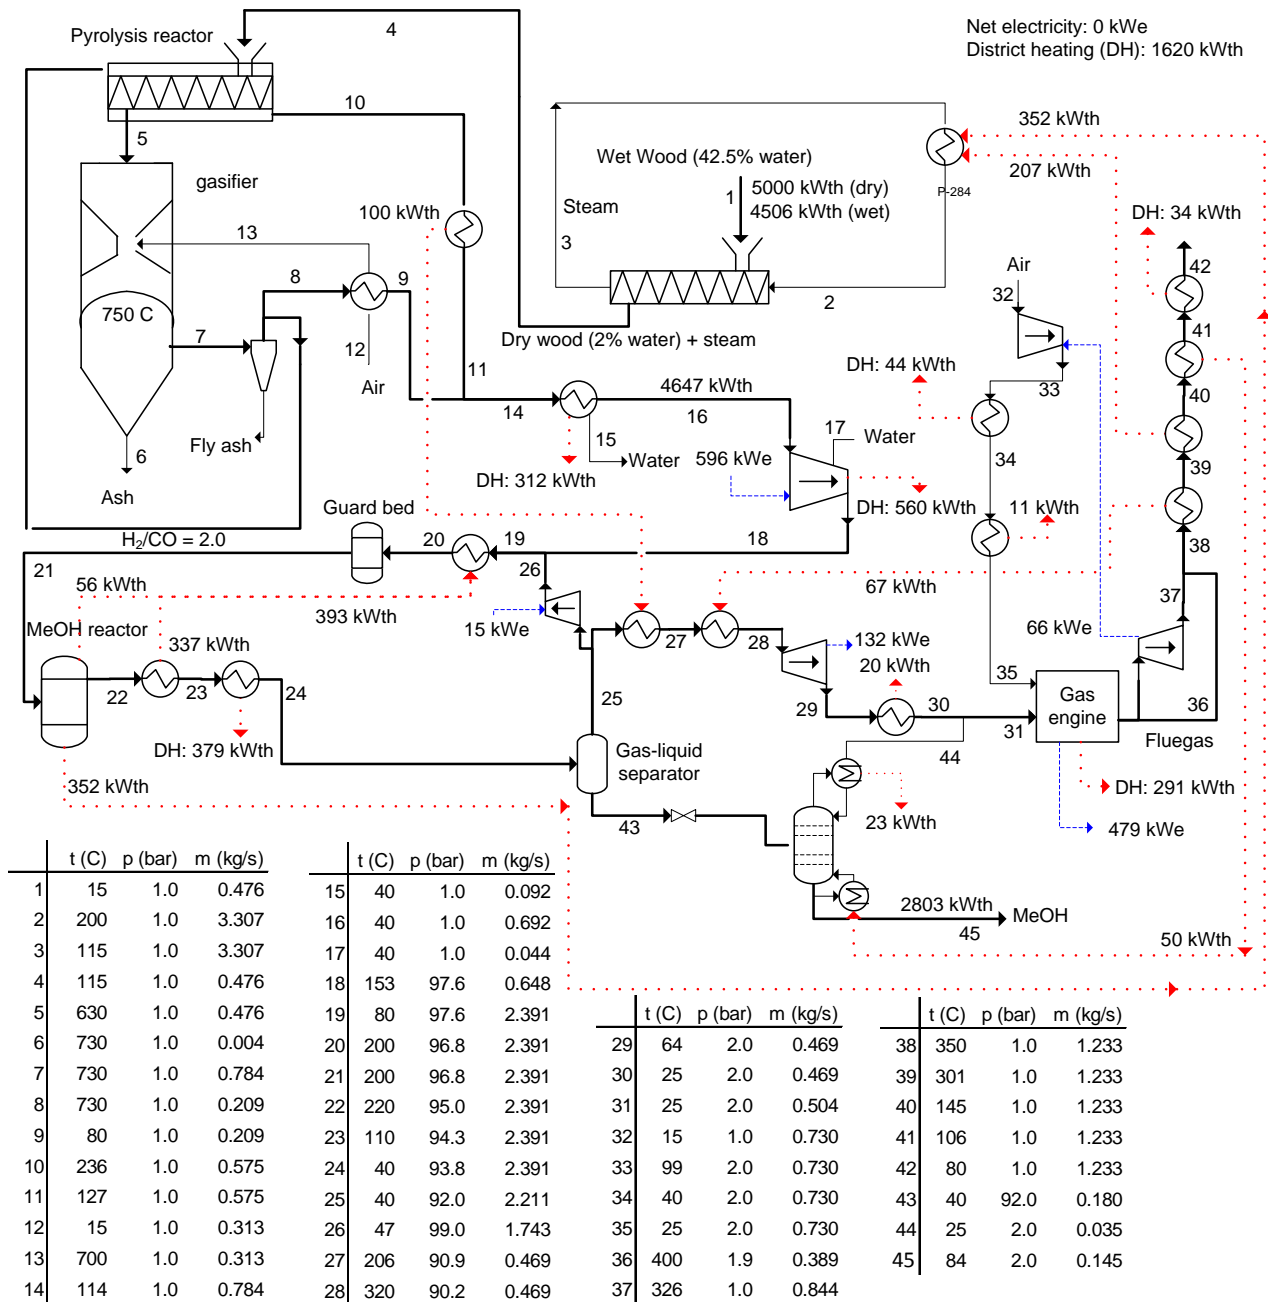 Net electricity: 0 kWe
District heating (DH): 1620 kWth
Pyrolysis reactor
4
10
352 kWth
5
Wet Wood (42.5% water)
207 kWth
gasifier
5000 kWth (dry)
4506 kWth (wet)
1
P-284
Steam
3
100 kWth
DH: 34 kWth
13
8
9
Air
32
42
750 C
2
7
12
Dry wood (2% water) + steam
41
Air
11
4647 kWth
DH: 44 kWth
33
40
14
16
17
Water
Fly ash
15
6
Water
596 kWe
34
39
Ash
DH: 312 kWth
DH: 560 kWth
11 kWth
Guard bed
H2/CO = 2.0
20
19
18
38
21
26
56 kWth
67 kWth
37
393 kWth
15 kWe
MeOH reactor
66 kWe
337 kWth
27
28
132 kWe
20 kWth
35
22
23
24
25
29
30
31
Gas
engine
36
DH: 379 kWth
Gas-liquid
separator
44
Fluegas
352 kWth
DH: 291 kWth
43
23 kWth
479 kWe
2803 kWth
MeOH
45
50 kWth
t (C) p (bar) m (kg/s)
1 15 1.0 0.476
2 200 1.0 3.307
3 115 1.0 3.307
4 115 1.0 0.476
5 630 1.0 0.476
6 730 1.0 0.004
7 730 1.0 0.784
8 730 1.0 0.209
9 80 1.0 0.209
10 236 1.0 0.575
11 127 1.0 0.575
12 15 1.0 0.313
13 700 1.0 0.313
14 114 1.0 0.784
t (C) p (bar) m (kg/s)
15 40 1.0 0.092
16 40 1.0 0.692
17 40 1.0 0.044
18 153 97.6 0.648
19 80 97.6 2.391
20 200 96.8 2.391
21 200 96.8 2.391
22 220 95.0 2.391
23 110 94.3 2.391
24 40 93.8 2.391
25 40 92.0 2.211
26 47 99.0 1.743
27 206 90.9 0.469
28 320 90.2 0.469
t (C) p (bar) m (kg/s)
29 64 2.0 0.469
30 25 2.0 0.469
31 25 2.0 0.504
32 15 1.0 0.730
33 99 2.0 0.730
34 40 2.0 0.730
35 25 2.0 0.730
36 400 1.9 0.389
37 326 1.0 0.844
t (C) p (bar) m (kg/s)
38 350 1.0 1.233
39 301 1.0 1.233
40 145 1.0 1.233
41 106 1.0 1.233
42 80 1.0 1.233
43 40 92.0 0.180
44 25 2.0 0.035
45 84 2.0 0.145